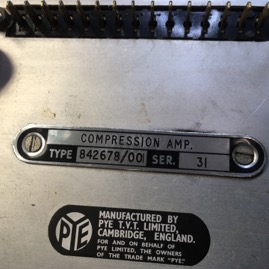 COMPRESSION AMP.
TYPE 842678/001 SER. 31
PYE
MANUFACTURED BY
PYE T.V.T. LIMITED,
CAMBRIDGE, ENGLAND.
FOR AND ON BEHALF OF
PYE LIMITED, THE OWNERS
OF THE TRADE MARK "PYE"